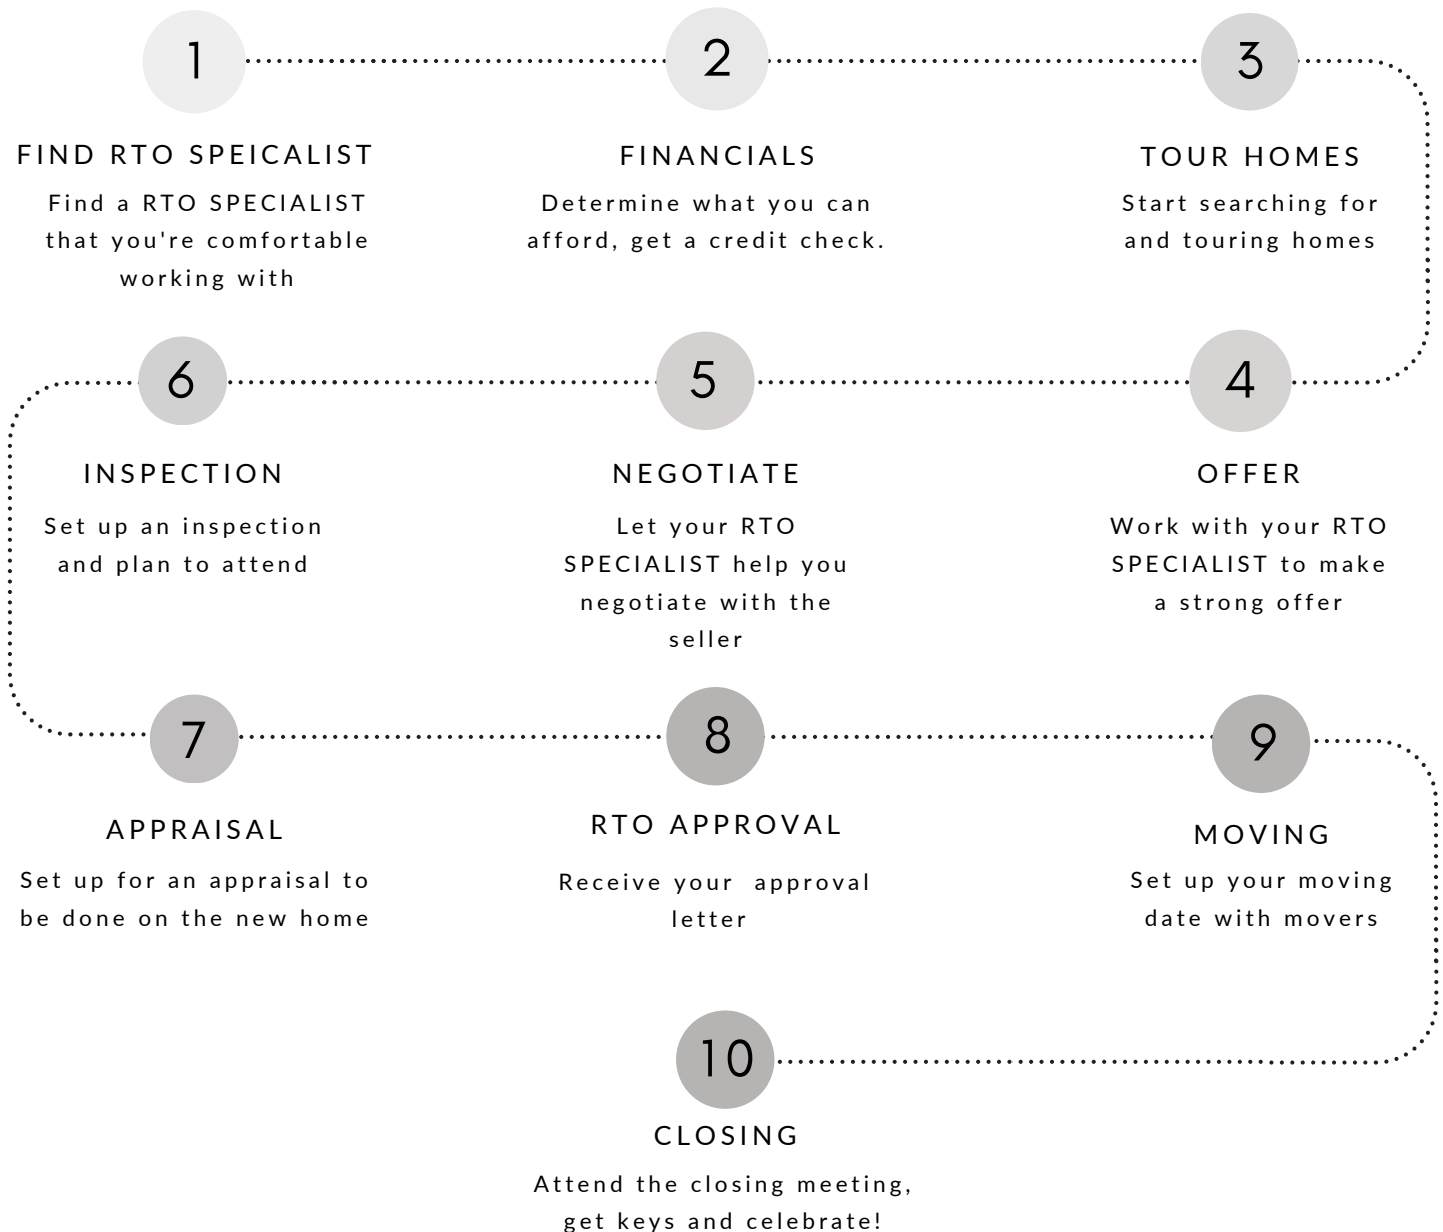 1
FIND RTO SPEICALIST
Find a RTO SPECIALIST
that you're comfortable
working with
2
FINANCIALS
Determine what you can
afford, get a credit check.
3
TOUR HOMES
Start searching for
and touring homes
4
OFFER
Work with your RTO
SPECIALIST to make
a strong offer
5
NEGOTIATE
Let your RTO
SPECIALIST help you
negotiate with the
seller
6
INSPECTION
Set up an inspection
and plan to attend
7
APPRAISAL
Set up for an appraisal to
be done on the new home
8
RTO APPROVAL
Receive your  approval
letter
9
MOVING
Set up your moving
date with movers
10
CLOSING
Attend the closing meeting,
get keys and celebrate!